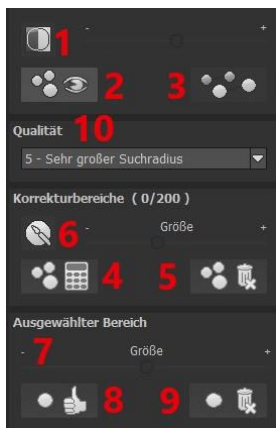 - +
1
2 3
Qualität 10
5 - Sehr großer Suchradius
Korrekturbereiche ( 0/200 )
6 - Größe
4 5
Ausgewählter Bereich
7
- Größe +
8 9